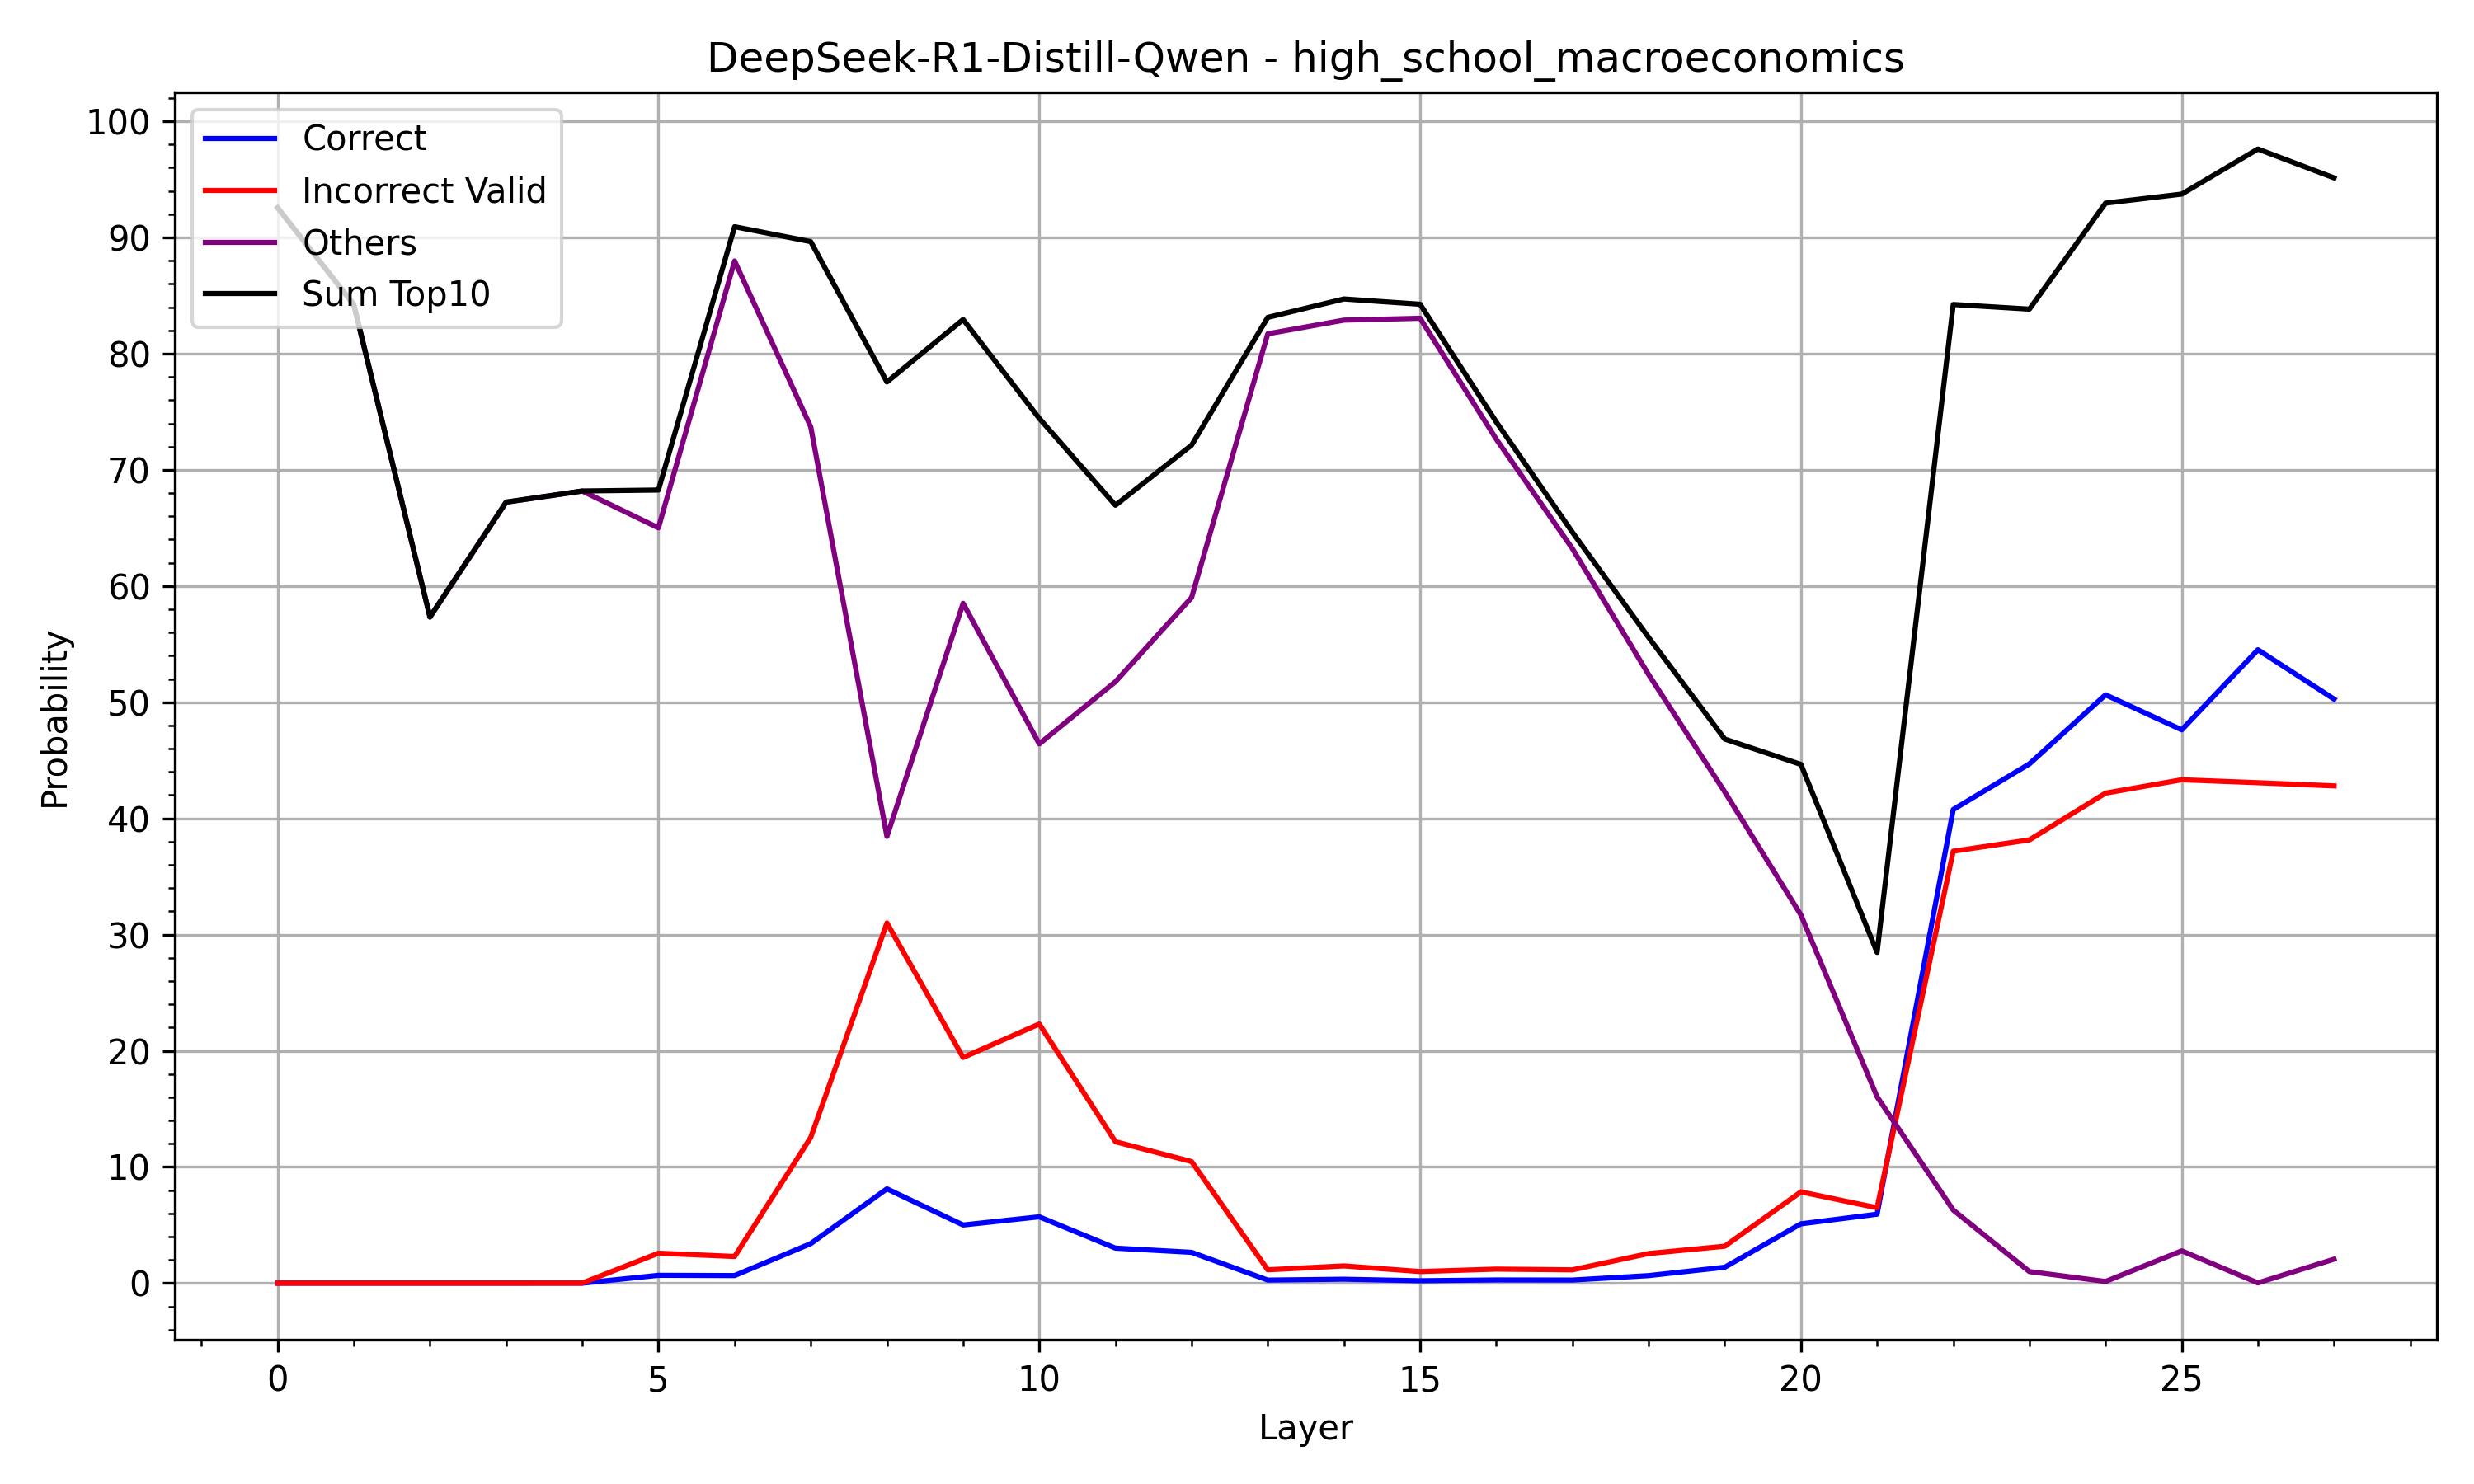 DeepSeek-R1-Distill-Qwen - high_school_macroeconomics
Correct
Incorrect Valid
Others
Sum Top10
Probability
100
90
80
70
60
50
40
30
20
10
0
0 5 10 15 20 25
Layer